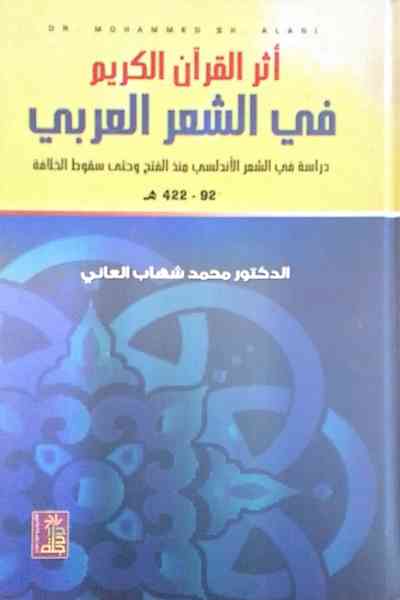 DR. MOHAMMED SH. ALANI
أثر القرآن الكريم
في الشعر العربي
دراسة في الشعر الأندلسي منذ الفتح وحتى سقوط الخلافة
92 - 422 هـ
الدكتور محمد شهاب العاني